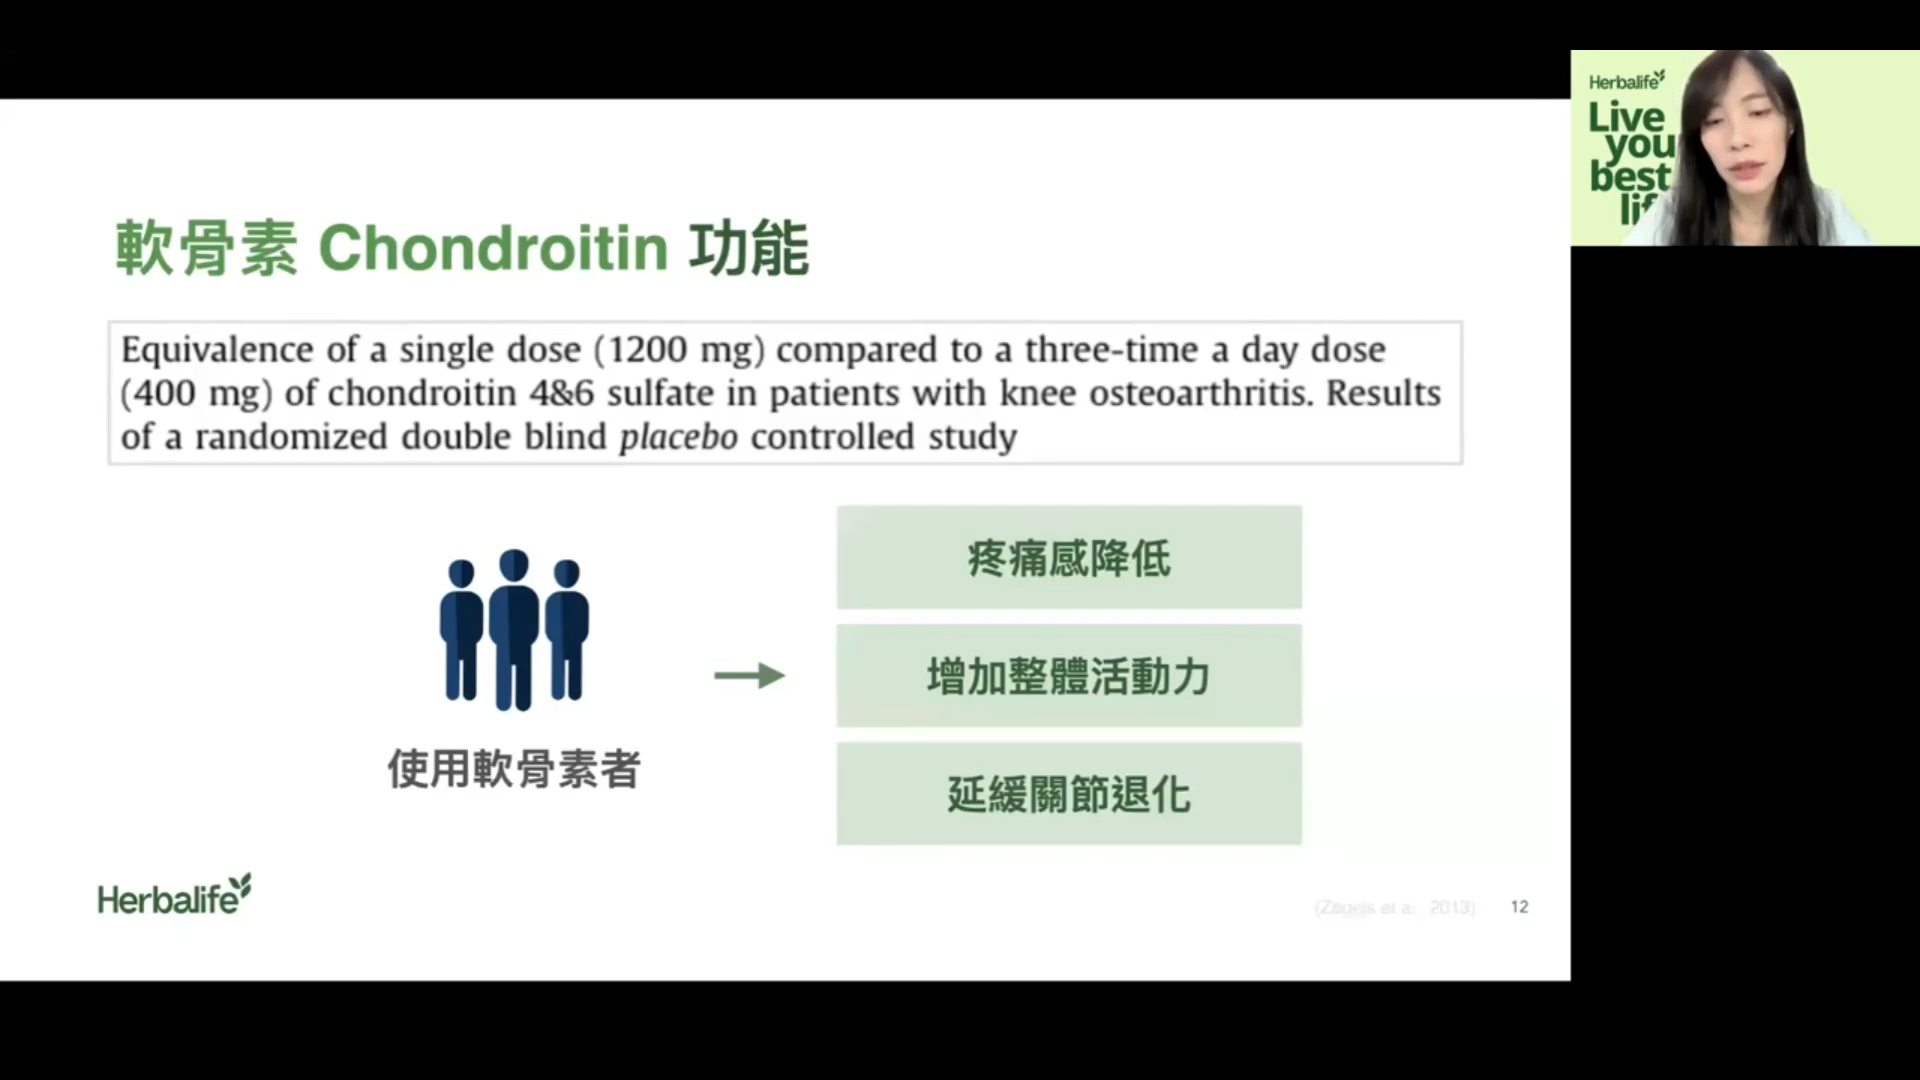 軟骨素 Chondroitin 功能
Equivalence of a single dose (1200 mg) compared to a three-time a day dose
(400 mg) of chondroitin 4&6 sulfate in patients with knee osteoarthritis. Results
of a randomized double blind placebo controlled study
使用軟骨素者
疼痛感降低
增加整體活動力
延緩關節退化
Herbalife
2013)
12
Herbalife
Live
you
best
lif